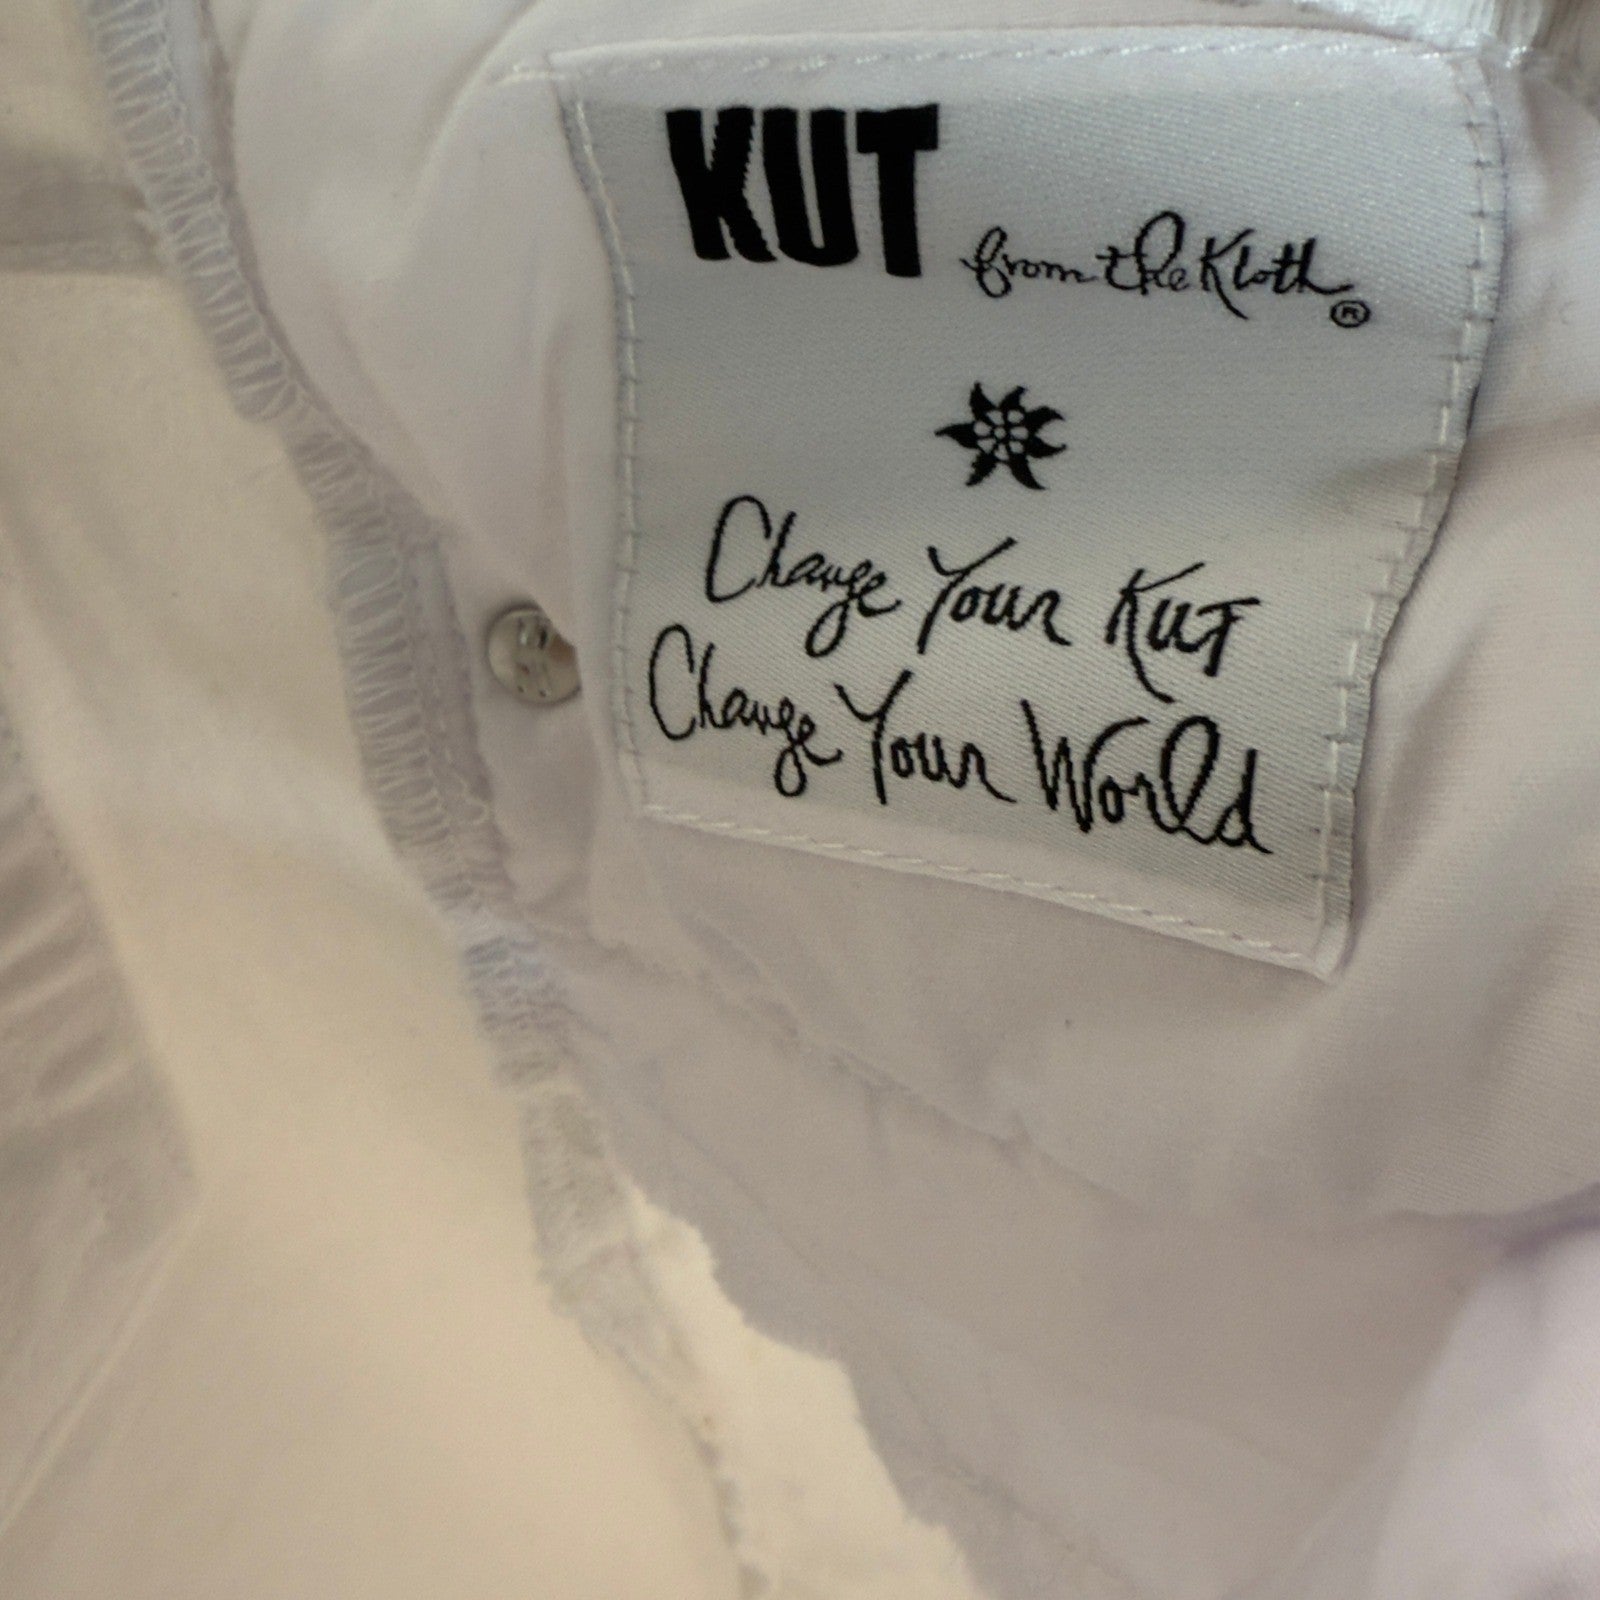 KUT from the Kloth®
Change Your KUT
Change Your World